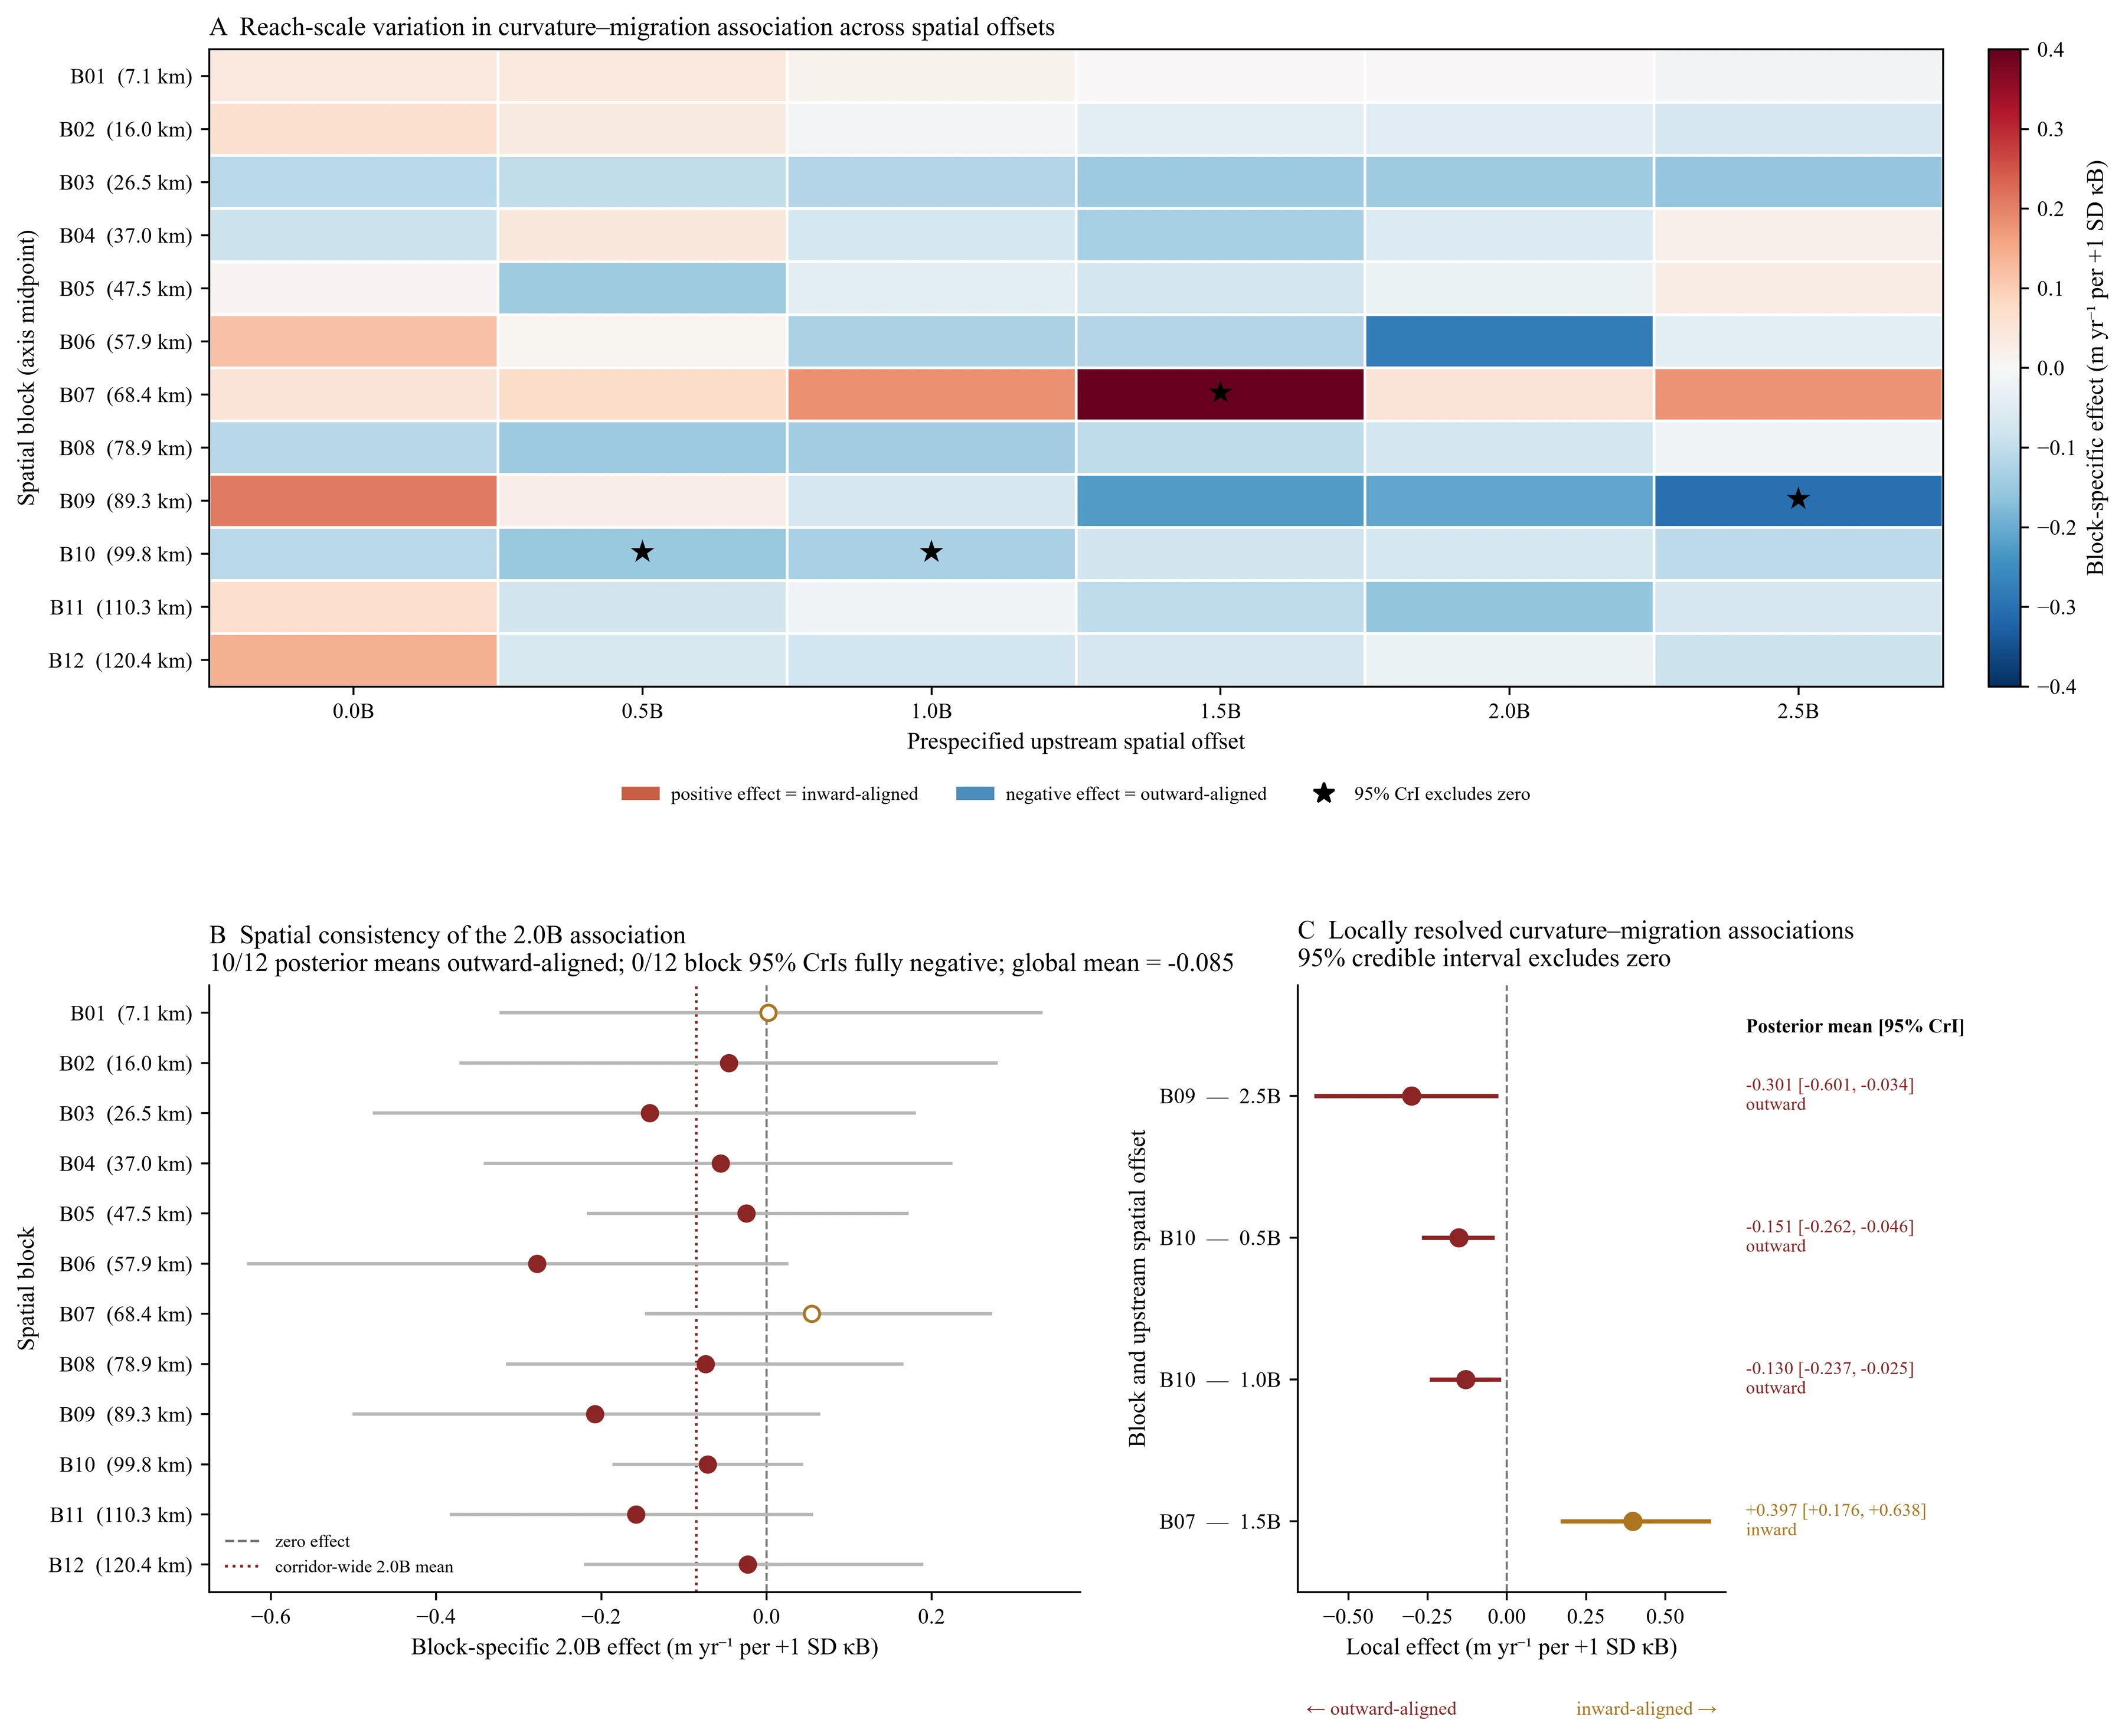 A  Reach-scale variation in curvature–migration association across spatial offsets
Spatial block (axis midpoint)
B01  (7.1 km)
B02  (16.0 km)
B03  (26.5 km)
B04  (37.0 km)
B05  (47.5 km)
B06  (57.9 km)
B07  (68.4 km)
B08  (78.9 km)
B09  (89.3 km)
B10  (99.8 km)
B11  (110.3 km)
B12  (120.4 km)
0.0B 0.5B 1.0B 1.5B 2.0B 2.5B
Prespecified upstream spatial offset
0.4
0.3
0.2
0.1
0.0
−0.1
−0.2
−0.3
−0.4
Block-specific effect (m yr⁻¹ per +1 SD κB)
positive effect = inward-aligned
negative effect = outward-aligned
95% CrI excludes zero
B  Spatial consistency of the 2.0B association
10/12 posterior means outward-aligned; 0/12 block 95% CrIs fully negative; global mean = -0.085
Spatial block
B01  (7.1 km)
B02  (16.0 km)
B03  (26.5 km)
B04  (37.0 km)
B05  (47.5 km)
B06  (57.9 km)
B07  (68.4 km)
B08  (78.9 km)
B09  (89.3 km)
B10  (99.8 km)
B11  (110.3 km)
B12  (120.4 km)
zero effect
corridor-wide 2.0B mean
−0.6 −0.4 −0.2 0.0 0.2
Block-specific 2.0B effect (m yr⁻¹ per +1 SD κB)
C  Locally resolved curvature–migration associations
95% credible interval excludes zero
Block and upstream spatial offset
Posterior mean [95% CrI]
B09 — 2.5B
-0.301 [-0.601, -0.034]
outward
B10 — 0.5B
-0.151 [-0.262, -0.046]
outward
B10 — 1.0B
-0.130 [-0.237, -0.025]
outward
B07 — 1.5B
+0.397 [+0.176, +0.638]
inward
−0.50 −0.25 0.00 0.25 0.50
Local effect (m yr⁻¹ per +1 SD κB)
← outward-aligned
inward-aligned →